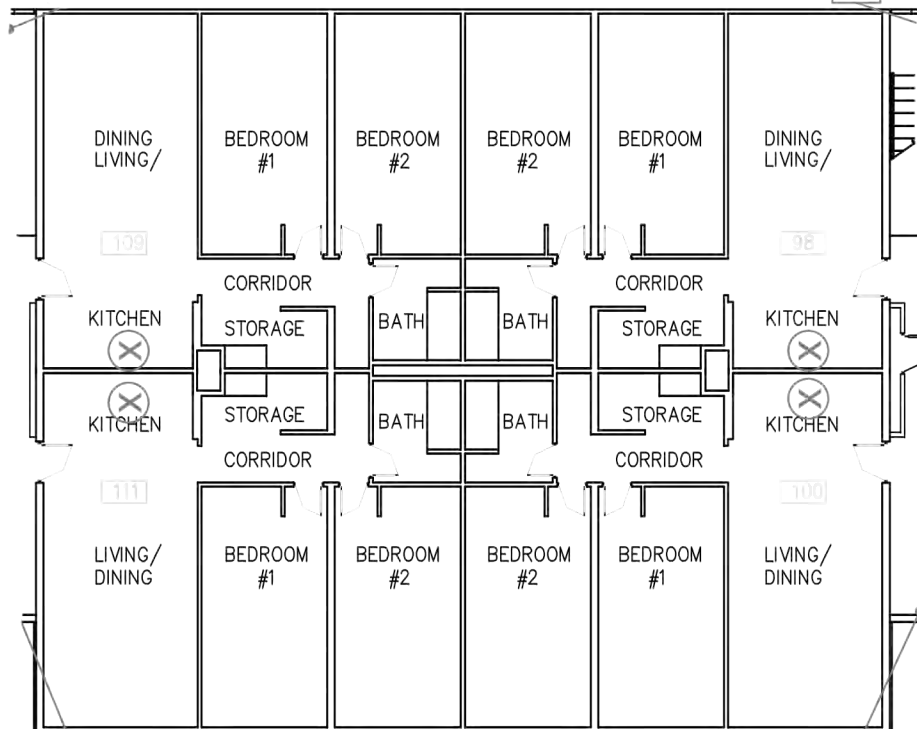 DINING
LIVING/
BEDROOM
#1
BEDROOM
#2
BEDROOM
#2
BEDROOM
#1
DINING
LIVING/
109
98
CORRIDOR
CORRIDOR
KITCHEN
STORAGE
BATH
BATH
STORAGE
KITCHEN
X
X
X
X
KITCHEN
STORAGE
BATH
BATH
STORAGE
KITCHEN
CORRIDOR
CORRIDOR
111
100
LIVING/
DINING
BEDROOM
#1
BEDROOM
#2
BEDROOM
#2
BEDROOM
#1
LIVING/
DINING